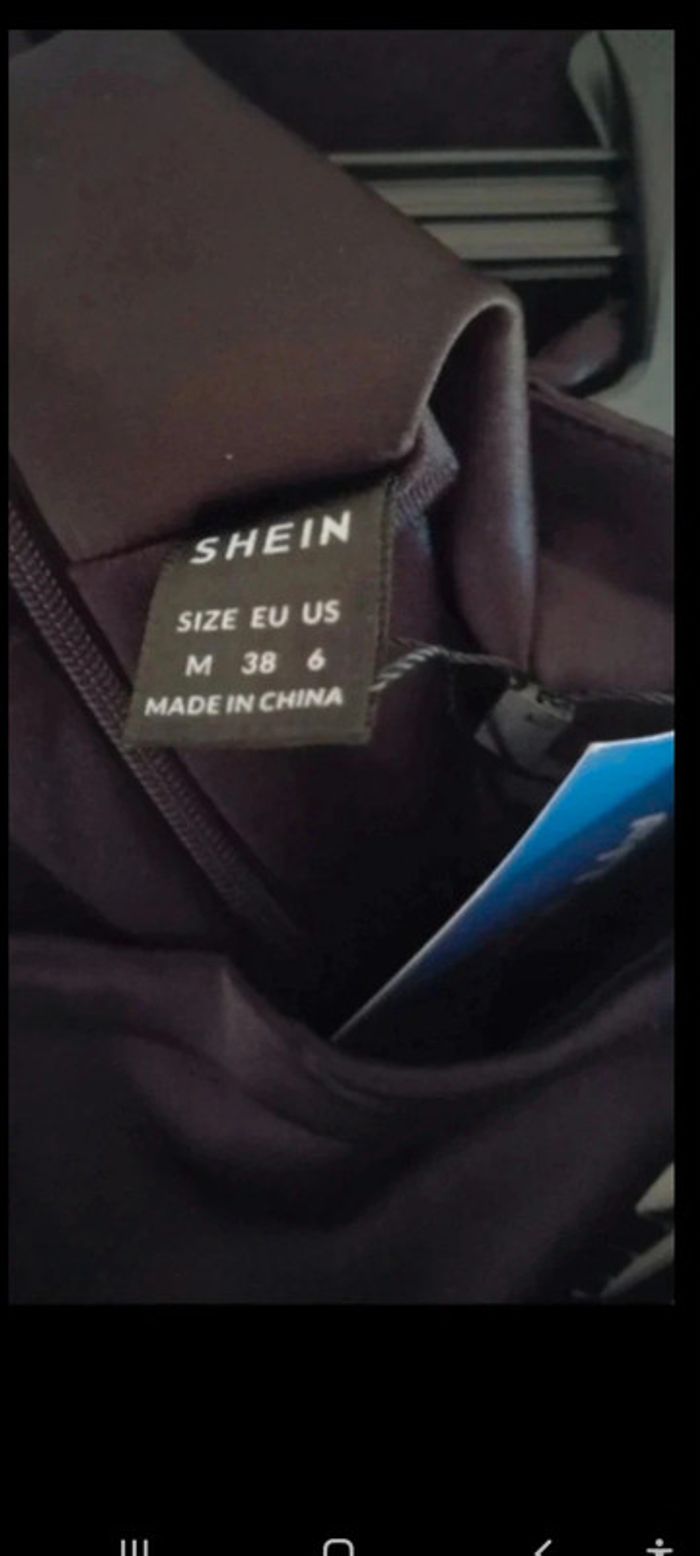 SHEIN
SIZE EU US
M 38 6
MADE IN CHINA